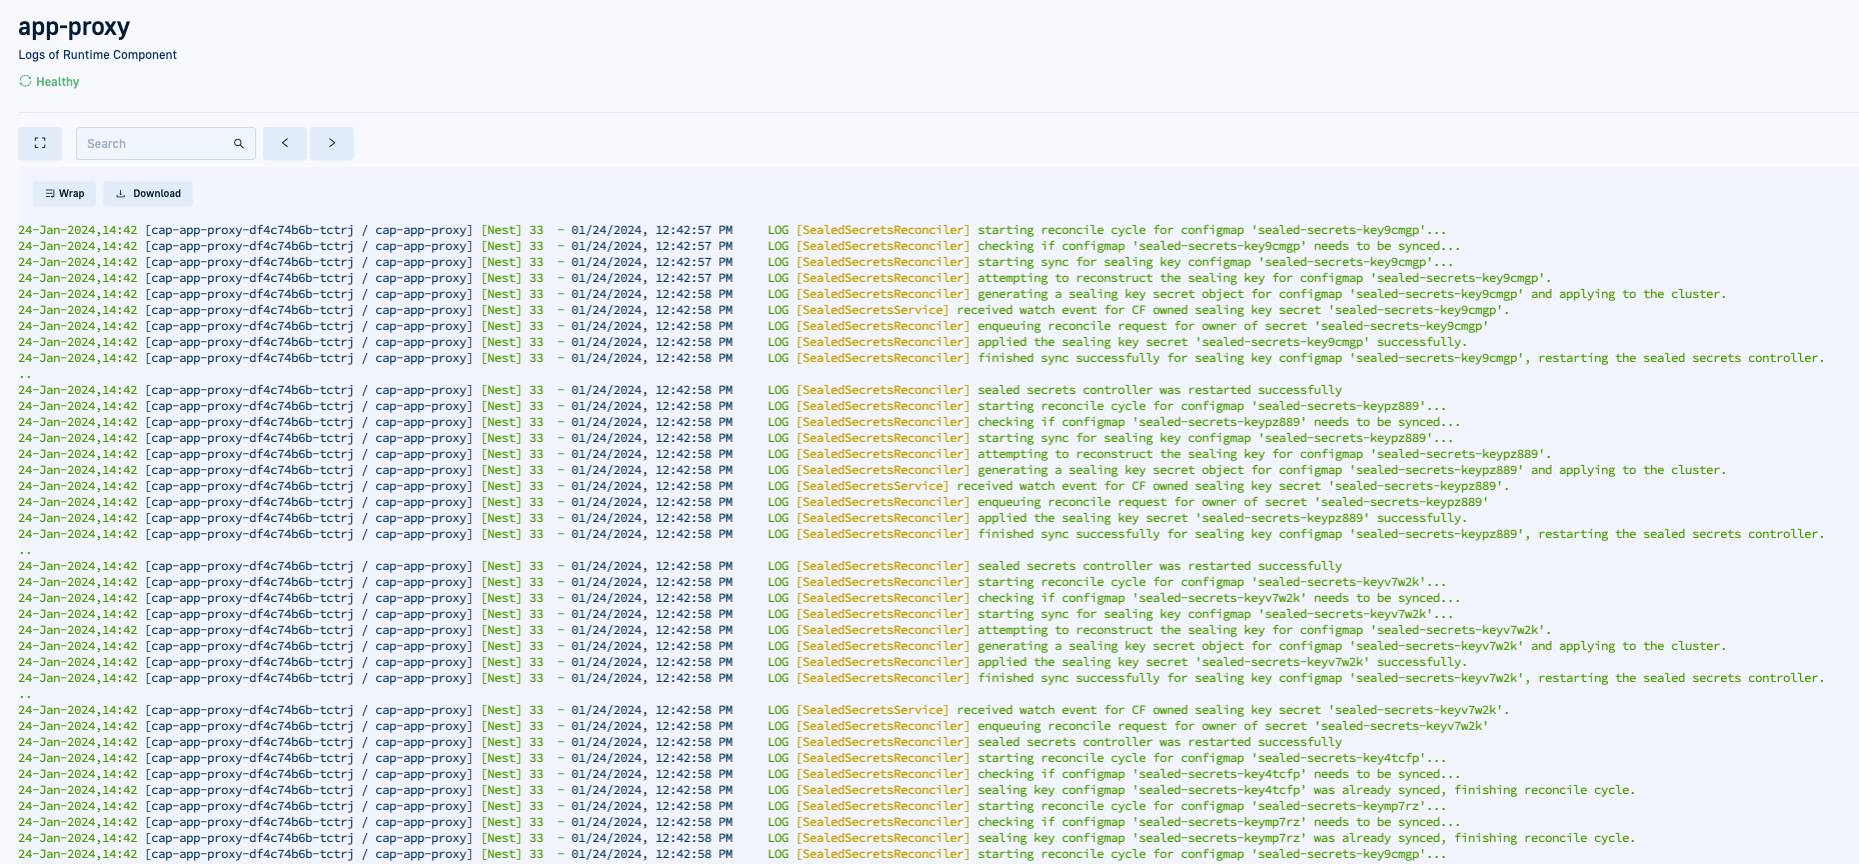 app-proxy
Logs of Runtime Component
Healthy
Search
Wrap Download
24-Jan-2024,14:42 [cap-app-proxy-df4c74b6b-tctrj / cap-app-proxy] [Nest] 33  - 01/24/2024, 12:42:57 PM     LOG [SealedSecretsReconciler] starting reconcile cycle for configmap 'sealed-secrets-key9cmgp'...
24-Jan-2024,14:42 [cap-app-proxy-df4c74b6b-tctrj / cap-app-proxy] [Nest] 33  - 01/24/2024, 12:42:57 PM     LOG [SealedSecretsReconciler] checking if configmap 'sealed-secrets-key9cmgp' needs to be synced...
24-Jan-2024,14:42 [cap-app-proxy-df4c74b6b-tctrj / cap-app-proxy] [Nest] 33  - 01/24/2024, 12:42:57 PM     LOG [SealedSecretsReconciler] starting sync for sealing key configmap 'sealed-secrets-key9cmgp'...
24-Jan-2024,14:42 [cap-app-proxy-df4c74b6b-tctrj / cap-app-proxy] [Nest] 33  - 01/24/2024, 12:42:57 PM     LOG [SealedSecretsReconciler] attempting to reconstruct the sealing key for configmap 'sealed-secrets-key9cmgp'.
24-Jan-2024,14:42 [cap-app-proxy-df4c74b6b-tctrj / cap-app-proxy] [Nest] 33  - 01/24/2024, 12:42:58 PM     LOG [SealedSecretsReconciler] generating a sealing key secret object for configmap 'sealed-secrets-key9cmgp' and applying to the cluster.
24-Jan-2024,14:42 [cap-app-proxy-df4c74b6b-tctrj / cap-app-proxy] [Nest] 33  - 01/24/2024, 12:42:58 PM     LOG [SealedSecretsService] received watch event for CF owned sealing key secret 'sealed-secrets-key9cmgp'.
24-Jan-2024,14:42 [cap-app-proxy-df4c74b6b-tctrj / cap-app-proxy] [Nest] 33  - 01/24/2024, 12:42:58 PM     LOG [SealedSecretsReconciler] enqueuing reconcile request for owner of secret 'sealed-secrets-key9cmgp'
24-Jan-2024,14:42 [cap-app-proxy-df4c74b6b-tctrj / cap-app-proxy] [Nest] 33  - 01/24/2024, 12:42:58 PM     LOG [SealedSecretsReconciler] applied the sealing key secret 'sealed-secrets-key9cmgp' successfully.
24-Jan-2024,14:42 [cap-app-proxy-df4c74b6b-tctrj / cap-app-proxy] [Nest] 33  - 01/24/2024, 12:42:58 PM     LOG [SealedSecretsReconciler] finished sync successfully for sealing key configmap 'sealed-secrets-key9cmgp', restarting the sealed secrets controller.
..
24-Jan-2024,14:42 [cap-app-proxy-df4c74b6b-tctrj / cap-app-proxy] [Nest] 33  - 01/24/2024, 12:42:58 PM     LOG [SealedSecretsReconciler] sealed secrets controller was restarted successfully
24-Jan-2024,14:42 [cap-app-proxy-df4c74b6b-tctrj / cap-app-proxy] [Nest] 33  - 01/24/2024, 12:42:58 PM     LOG [SealedSecretsReconciler] starting reconcile cycle for configmap 'sealed-secrets-keypz889'...
24-Jan-2024,14:42 [cap-app-proxy-df4c74b6b-tctrj / cap-app-proxy] [Nest] 33  - 01/24/2024, 12:42:58 PM     LOG [SealedSecretsReconciler] checking if configmap 'sealed-secrets-keypz889' needs to be synced...
24-Jan-2024,14:42 [cap-app-proxy-df4c74b6b-tctrj / cap-app-proxy] [Nest] 33  - 01/24/2024, 12:42:58 PM     LOG [SealedSecretsReconciler] starting sync for sealing key configmap 'sealed-secrets-keypz889'...
24-Jan-2024,14:42 [cap-app-proxy-df4c74b6b-tctrj / cap-app-proxy] [Nest] 33  - 01/24/2024, 12:42:58 PM     LOG [SealedSecretsReconciler] attempting to reconstruct the sealing key for configmap 'sealed-secrets-keypz889'.
24-Jan-2024,14:42 [cap-app-proxy-df4c74b6b-tctrj / cap-app-proxy] [Nest] 33  - 01/24/2024, 12:42:58 PM     LOG [SealedSecretsReconciler] generating a sealing key secret object for configmap 'sealed-secrets-keypz889' and applying to the cluster.
24-Jan-2024,14:42 [cap-app-proxy-df4c74b6b-tctrj / cap-app-proxy] [Nest] 33  - 01/24/2024, 12:42:58 PM     LOG [SealedSecretsService] received watch event for CF owned sealing key secret 'sealed-secrets-keypz889'.
24-Jan-2024,14:42 [cap-app-proxy-df4c74b6b-tctrj / cap-app-proxy] [Nest] 33  - 01/24/2024, 12:42:58 PM     LOG [SealedSecretsReconciler] enqueuing reconcile request for owner of secret 'sealed-secrets-keypz889'
24-Jan-2024,14:42 [cap-app-proxy-df4c74b6b-tctrj / cap-app-proxy] [Nest] 33  - 01/24/2024, 12:42:58 PM     LOG [SealedSecretsReconciler] applied the sealing key secret 'sealed-secrets-keypz889' successfully.
24-Jan-2024,14:42 [cap-app-proxy-df4c74b6b-tctrj / cap-app-proxy] [Nest] 33  - 01/24/2024, 12:42:58 PM     LOG [SealedSecretsReconciler] finished sync successfully for sealing key configmap 'sealed-secrets-keypz889', restarting the sealed secrets controller.
..
24-Jan-2024,14:42 [cap-app-proxy-df4c74b6b-tctrj / cap-app-proxy] [Nest] 33  - 01/24/2024, 12:42:58 PM     LOG [SealedSecretsReconciler] sealed secrets controller was restarted successfully
24-Jan-2024,14:42 [cap-app-proxy-df4c74b6b-tctrj / cap-app-proxy] [Nest] 33  - 01/24/2024, 12:42:58 PM     LOG [SealedSecretsReconciler] starting reconcile cycle for configmap 'sealed-secrets-keyv7w2k'...
24-Jan-2024,14:42 [cap-app-proxy-df4c74b6b-tctrj / cap-app-proxy] [Nest] 33  - 01/24/2024, 12:42:58 PM     LOG [SealedSecretsReconciler] checking if configmap 'sealed-secrets-keyv7w2k' needs to be synced...
24-Jan-2024,14:42 [cap-app-proxy-df4c74b6b-tctrj / cap-app-proxy] [Nest] 33  - 01/24/2024, 12:42:58 PM     LOG [SealedSecretsReconciler] starting sync for sealing key configmap 'sealed-secrets-keyv7w2k'...
24-Jan-2024,14:42 [cap-app-proxy-df4c74b6b-tctrj / cap-app-proxy] [Nest] 33  - 01/24/2024, 12:42:58 PM     LOG [SealedSecretsReconciler] attempting to reconstruct the sealing key for configmap 'sealed-secrets-keyv7w2k'.
24-Jan-2024,14:42 [cap-app-proxy-df4c74b6b-tctrj / cap-app-proxy] [Nest] 33  - 01/24/2024, 12:42:58 PM     LOG [SealedSecretsReconciler] generating a sealing key secret object for configmap 'sealed-secrets-keyv7w2k' and applying to the cluster.
24-Jan-2024,14:42 [cap-app-proxy-df4c74b6b-tctrj / cap-app-proxy] [Nest] 33  - 01/24/2024, 12:42:58 PM     LOG [SealedSecretsReconciler] applied the sealing key secret 'sealed-secrets-keyv7w2k' successfully.
24-Jan-2024,14:42 [cap-app-proxy-df4c74b6b-tctrj / cap-app-proxy] [Nest] 33  - 01/24/2024, 12:42:58 PM     LOG [SealedSecretsReconciler] finished sync successfully for sealing key configmap 'sealed-secrets-keyv7w2k', restarting the sealed secrets controller.
..
24-Jan-2024,14:42 [cap-app-proxy-df4c74b6b-tctrj / cap-app-proxy] [Nest] 33  - 01/24/2024, 12:42:58 PM     LOG [SealedSecretsService] received watch event for CF owned sealing key secret 'sealed-secrets-keyv7w2k'.
24-Jan-2024,14:42 [cap-app-proxy-df4c74b6b-tctrj / cap-app-proxy] [Nest] 33  - 01/24/2024, 12:42:58 PM     LOG [SealedSecretsReconciler] enqueuing reconcile request for owner of secret 'sealed-secrets-keyv7w2k'
24-Jan-2024,14:42 [cap-app-proxy-df4c74b6b-tctrj / cap-app-proxy] [Nest] 33  - 01/24/2024, 12:42:58 PM     LOG [SealedSecretsReconciler] sealed secrets controller was restarted successfully
24-Jan-2024,14:42 [cap-app-proxy-df4c74b6b-tctrj / cap-app-proxy] [Nest] 33  - 01/24/2024, 12:42:58 PM     LOG [SealedSecretsReconciler] starting reconcile cycle for configmap 'sealed-secrets-key4tcfp'...
24-Jan-2024,14:42 [cap-app-proxy-df4c74b6b-tctrj / cap-app-proxy] [Nest] 33  - 01/24/2024, 12:42:58 PM     LOG [SealedSecretsReconciler] checking if configmap 'sealed-secrets-key4tcfp' needs to be synced...
24-Jan-2024,14:42 [cap-app-proxy-df4c74b6b-tctrj / cap-app-proxy] [Nest] 33  - 01/24/2024, 12:42:58 PM     LOG [SealedSecretsReconciler] sealing key configmap 'sealed-secrets-key4tcfp' was already synced, finishing reconcile cycle.
24-Jan-2024,14:42 [cap-app-proxy-df4c74b6b-tctrj / cap-app-proxy] [Nest] 33  - 01/24/2024, 12:42:58 PM     LOG [SealedSecretsReconciler] starting reconcile cycle for configmap 'sealed-secrets-keymp7rz'...
24-Jan-2024,14:42 [cap-app-proxy-df4c74b6b-tctrj / cap-app-proxy] [Nest] 33  - 01/24/2024, 12:42:58 PM     LOG [SealedSecretsReconciler] checking if configmap 'sealed-secrets-keymp7rz' needs to be synced...
24-Jan-2024,14:42 [cap-app-proxy-df4c74b6b-tctrj / cap-app-proxy] [Nest] 33  - 01/24/2024, 12:42:58 PM     LOG [SealedSecretsReconciler] sealing key configmap 'sealed-secrets-keymp7rz' was already synced, finishing reconcile cycle.
24-Jan-2024,14:42 [cap-app-proxy-df4c74b6b-tctrj / cap-app-proxy] [Nest] 33  - 01/24/2024, 12:42:58 PM     LOG [SealedSecretsReconciler] starting reconcile cycle for configmap 'sealed-secrets-key9cmgp'...